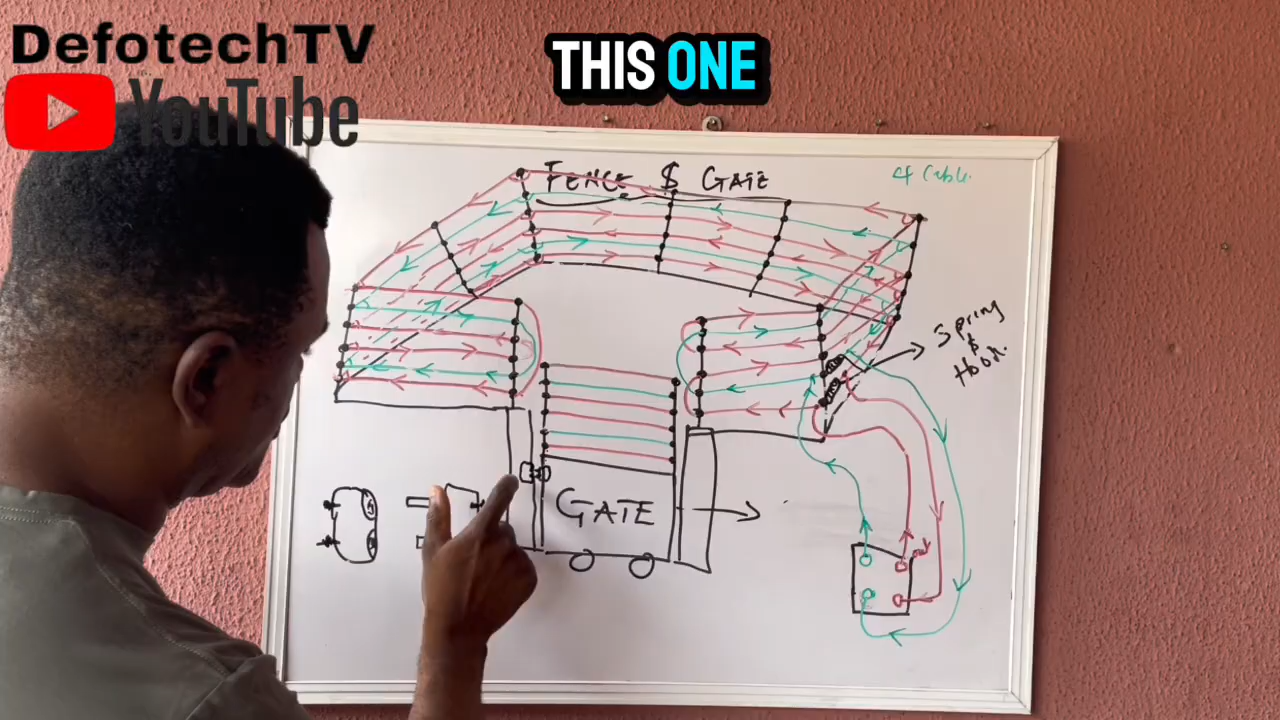 DefotechTV
YouTube
THIS ONE
FENCE $ GATE
4 Cable.
Spring
&
Hook.
GATE